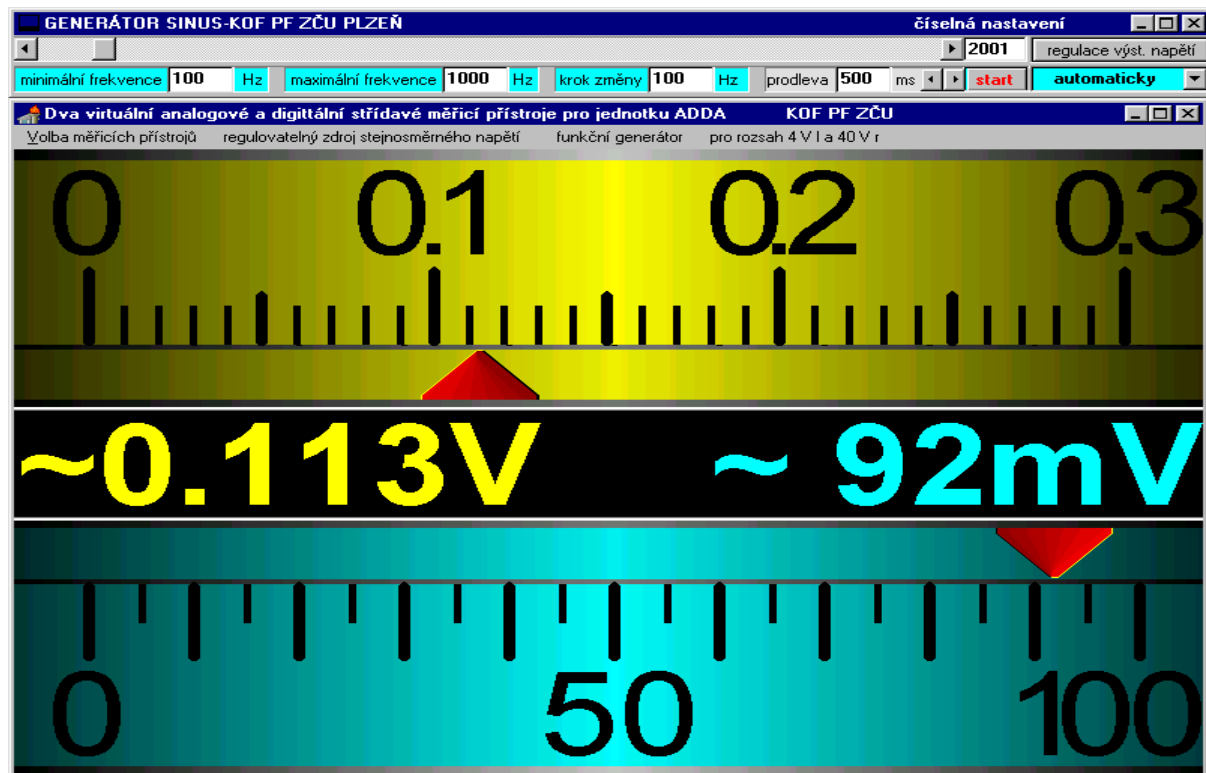 GENERÁTOR SINUS-KOF PF ZČU PLZEŇ číselná nastavení
2001 regulace výst. napětí
minimální frekvence 100 Hz maximální frekvence 1000 Hz krok změny 100 Hz prodleva 500 ms start automaticky
Dva virtuální analogové a digittální střídavé měřicí přístroje pro jednotku ADDA KOF PF ZČU
Volba měřicích přístrojů regulovatelný zdroj stejnosměrného napětí funkční generátor pro rozsah 4 V l a 40 V r
0 0.1 0.2 0.3
~0.113V ~ 92mV
0 50 100